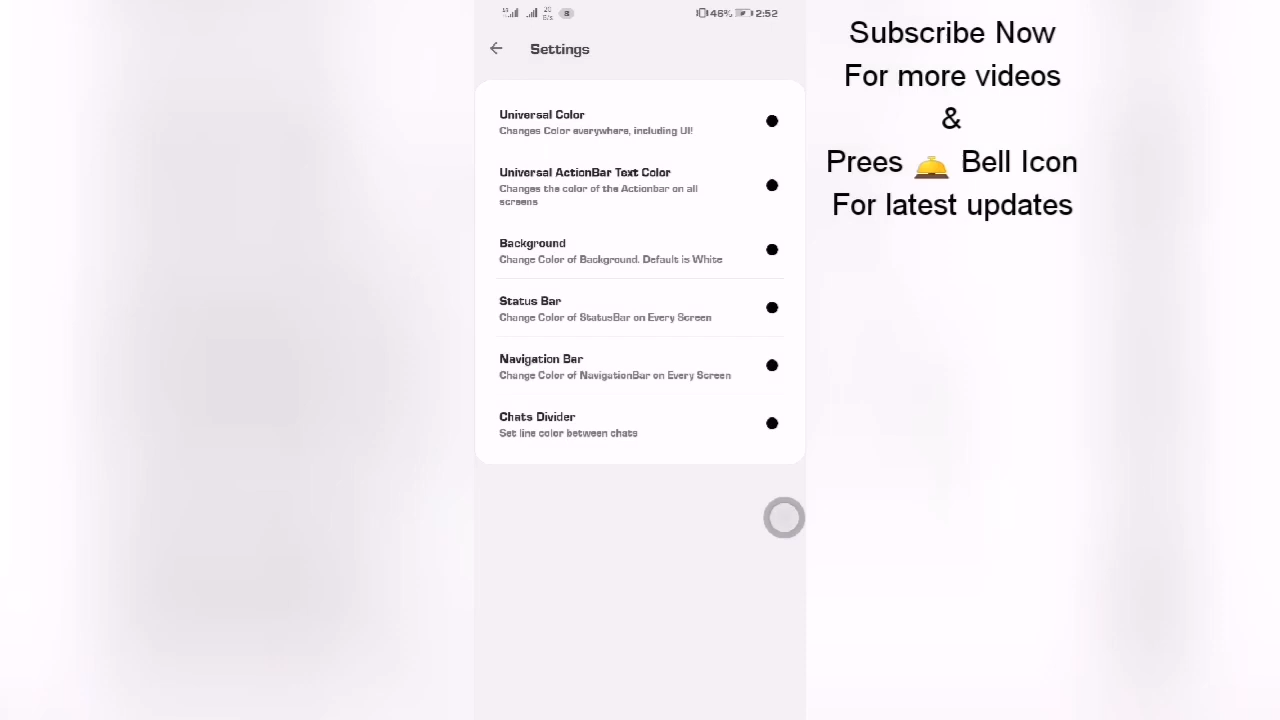 46% 2:52
Settings
Universal Color
Changes Color everywhere, including UI!
Universal ActionBar Text Color
Changes the color of the Actionbar on all
screens
Background
Change Color of Background. Default is White
Status Bar
Change Color of StatusBar on Every Screen
Navigation Bar
Change Color of NavigationBar on Every Screen
Chats Divider
Set line color between chats
Subscribe Now
For more videos
&
Prees Bell Icon
For latest updates